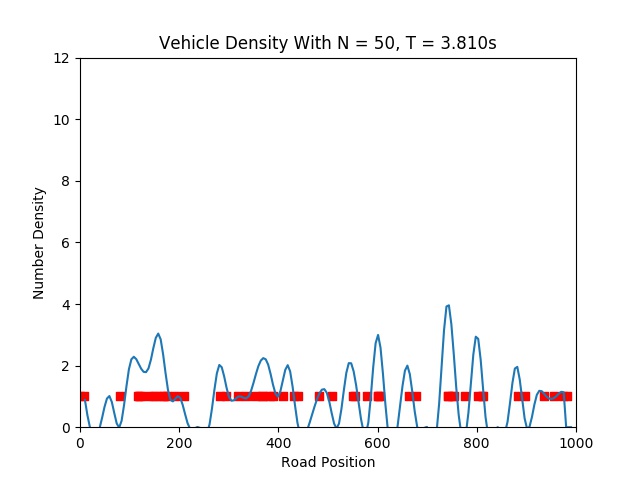 Vehicle Density With N = 50, T = 3.810s
12
10
8
6
4
2
0
Number Density
0 200 400 600 800 1000
Road Position